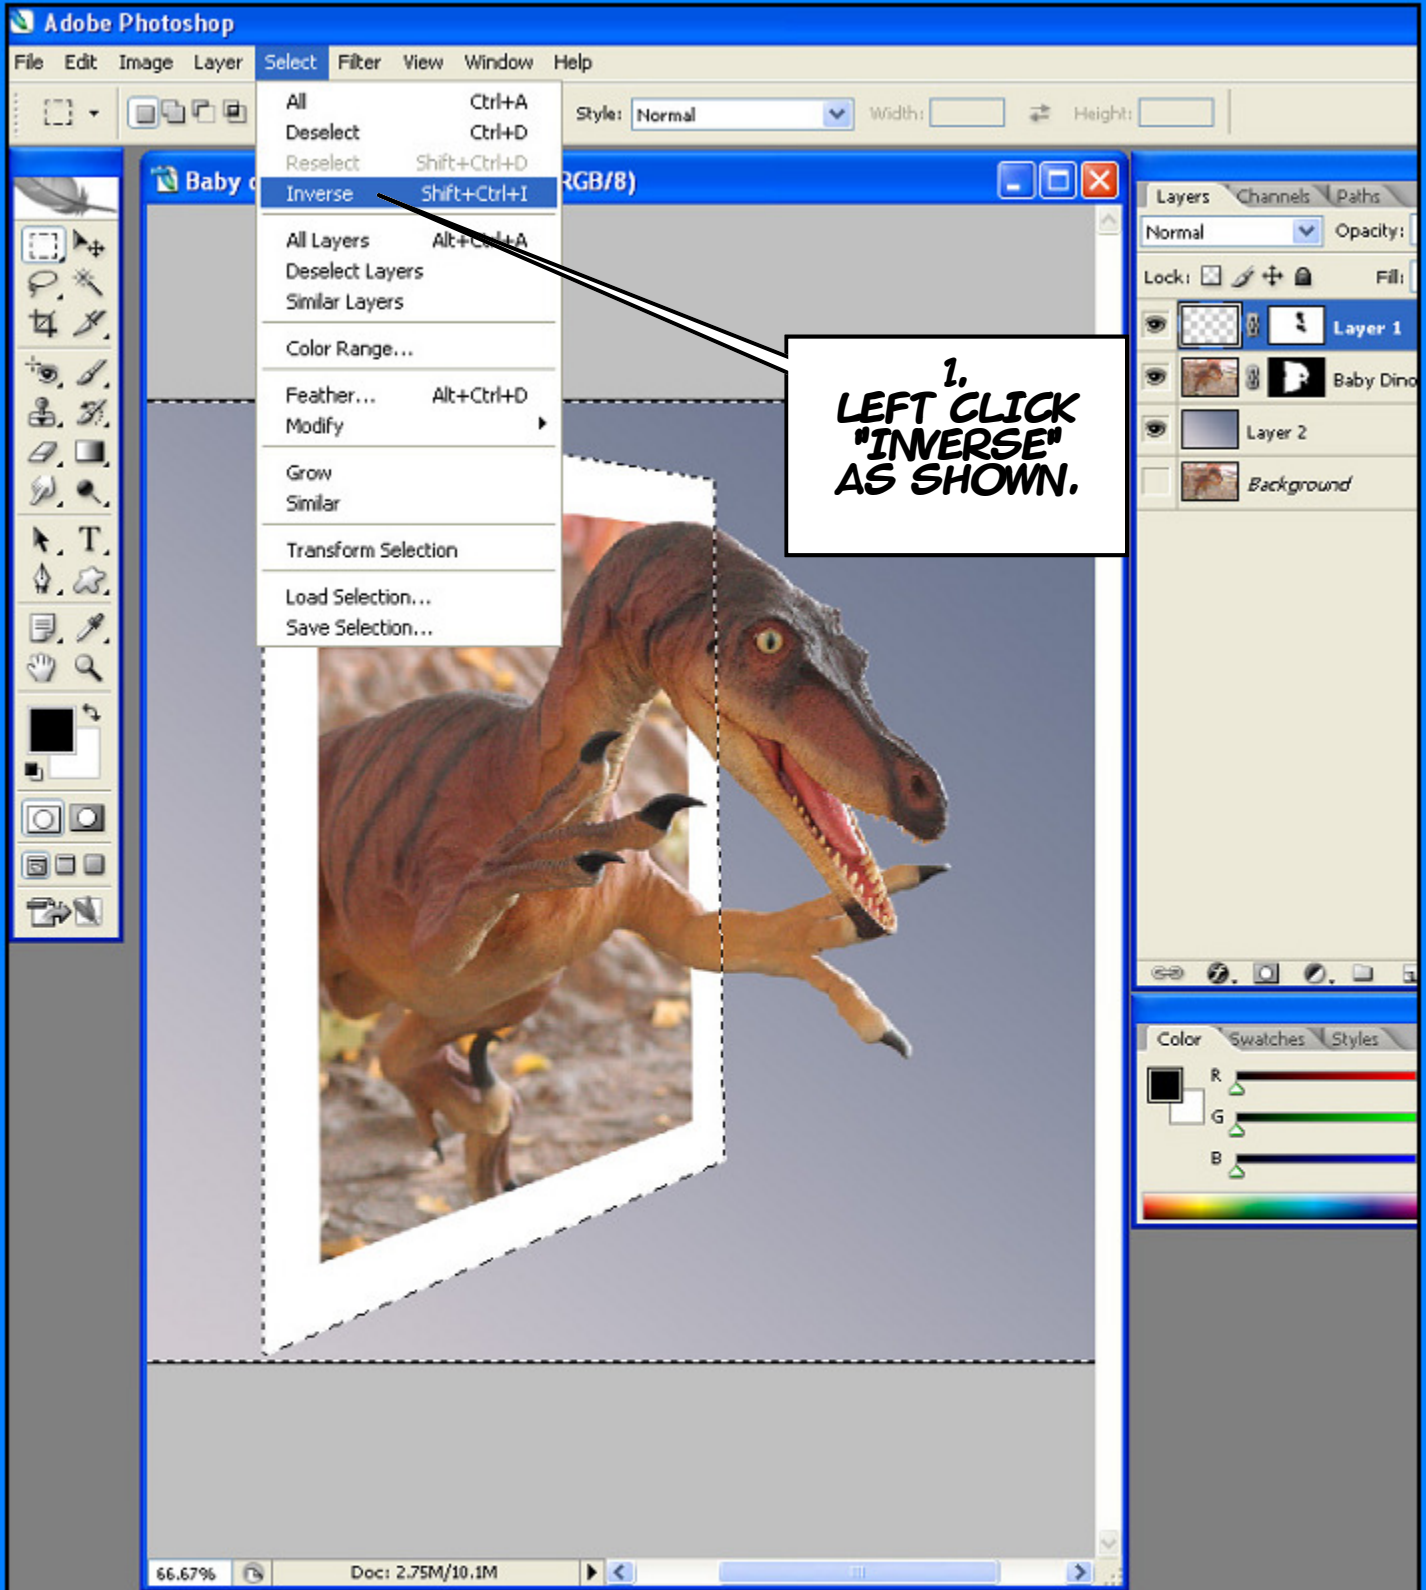 Adobe Photoshop
File Edit Image Layer Select Filter View Window Help
Style: Normal Width: Height:
All Ctrl+A
Deselect Ctrl+D
Reselect Shift+Ctrl+D
Inverse Shift+Ctrl+I
All Layers Alt+Ctrl+A
Deselect Layers
Similar Layers
Color Range...
Feather... Alt+Ctrl+D
Modify
Grow
Similar
Transform Selection
Load Selection...
Save Selection...
Baby RGB/8)
1.
LEFT CLICK
"INVERSE"
AS SHOWN.
Layers Channels Paths
Normal Opacity:
Lock: Fill:
Layer 1
Baby Dino
Layer 2
Background
Color Swatches Styles
R
G
B
66.67% Doc: 2.75M/10.1M